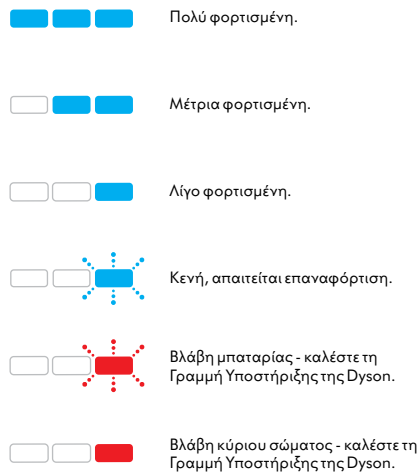 Πολύ φορτισμένη.
Μέτρια φορτισμένη.
Λίγο φορτισμένη.
Κενή, απαιτείται επαναφόρτιση.
Βλάβη μπαταρίας - καλέστε τη
Γραμμή Υποστήριξης της Dyson.
Βλάβη κύριου σώματος - καλέστε τη
Γραμμή Υποστήριξης της Dyson.